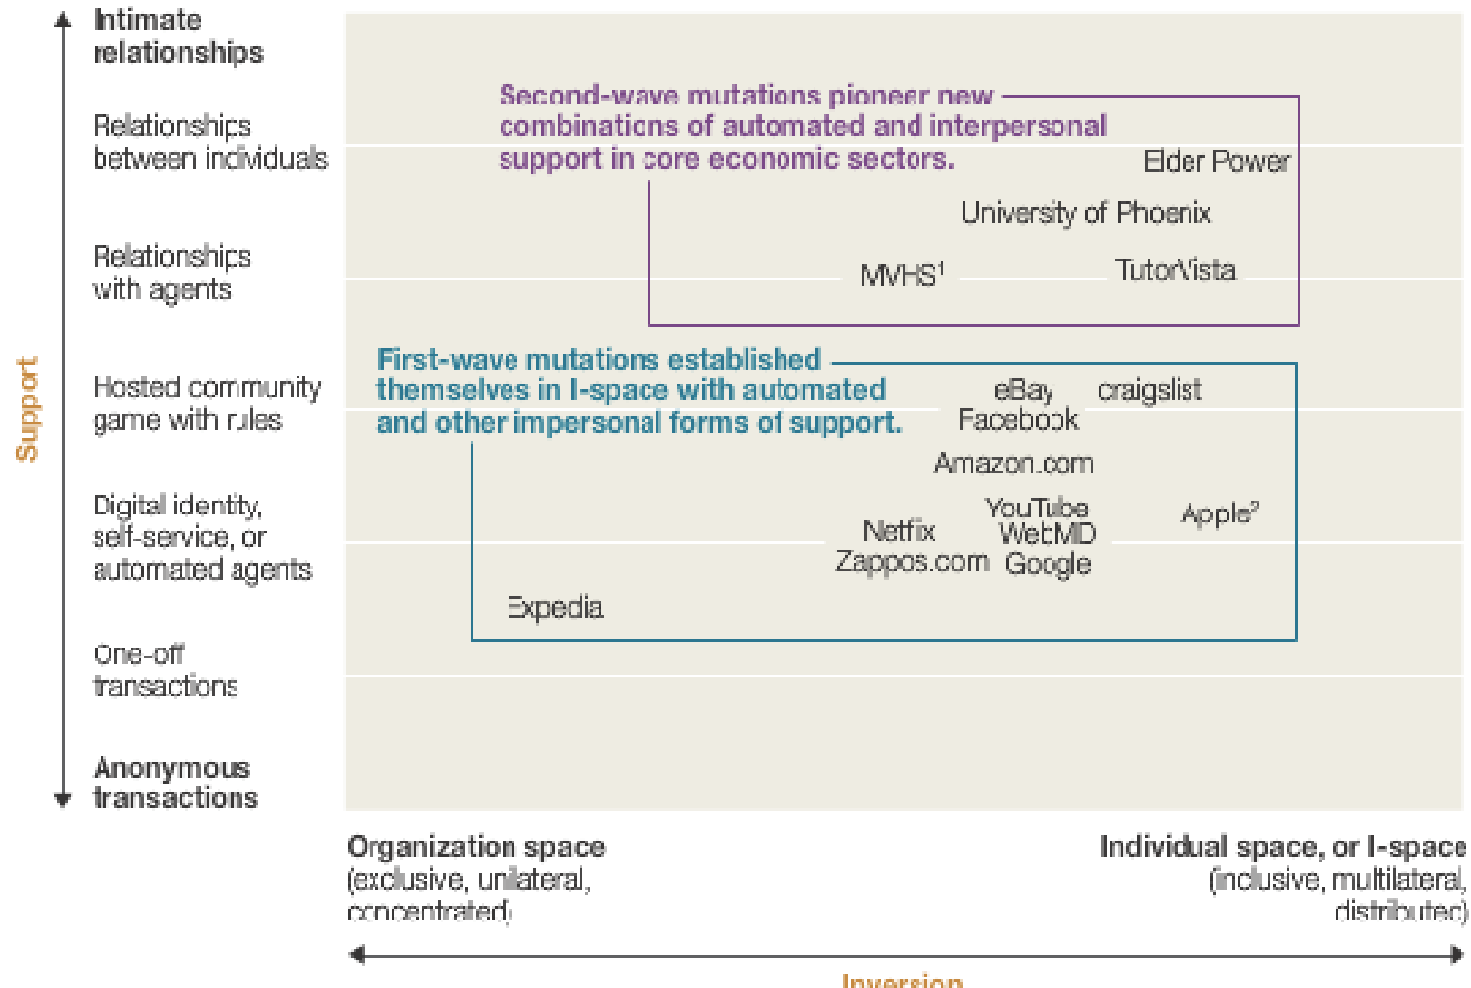 Intimate
relationships
Second-wave mutations pioneer new
combinations of automated and interpersonal
support in core economic sectors.
Relationships
between individuals
Elder Power
University of Phoenix
Relationships
with agents
MVHS¹
TutorVista
First-wave mutations established
themselves in I-space with automated
and other impersonal forms of support.
Support
Hosted community
game with rules
eBay
craigslist
Facebook
Amazon.com
Digital identity,
self-service, or
automated agents
YouTube
Apple²
Netfix
WebMD
Zappos.com
Google
Expedia
One-off
transactions
Anonymous
transactions
Organization space
(exclusive, unilateral,
concentrated)
Individual space, or I-space
(inclusive, multilateral,
distributed)
Inversion